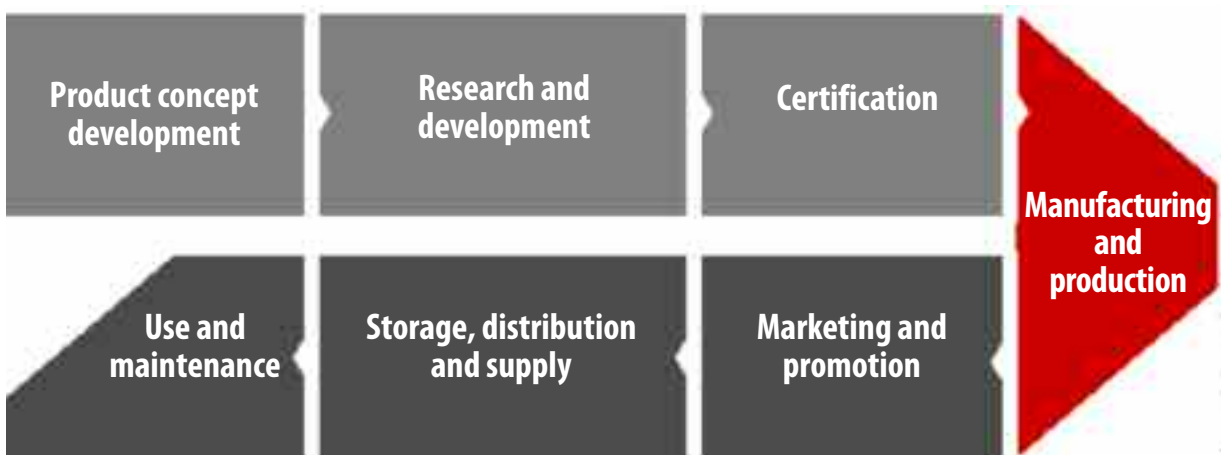 Product concept
development
Research and
development
Certification
Manufacturing
and
production
Use and
maintenance
Storage, distribution
and supply
Marketing and
promotion